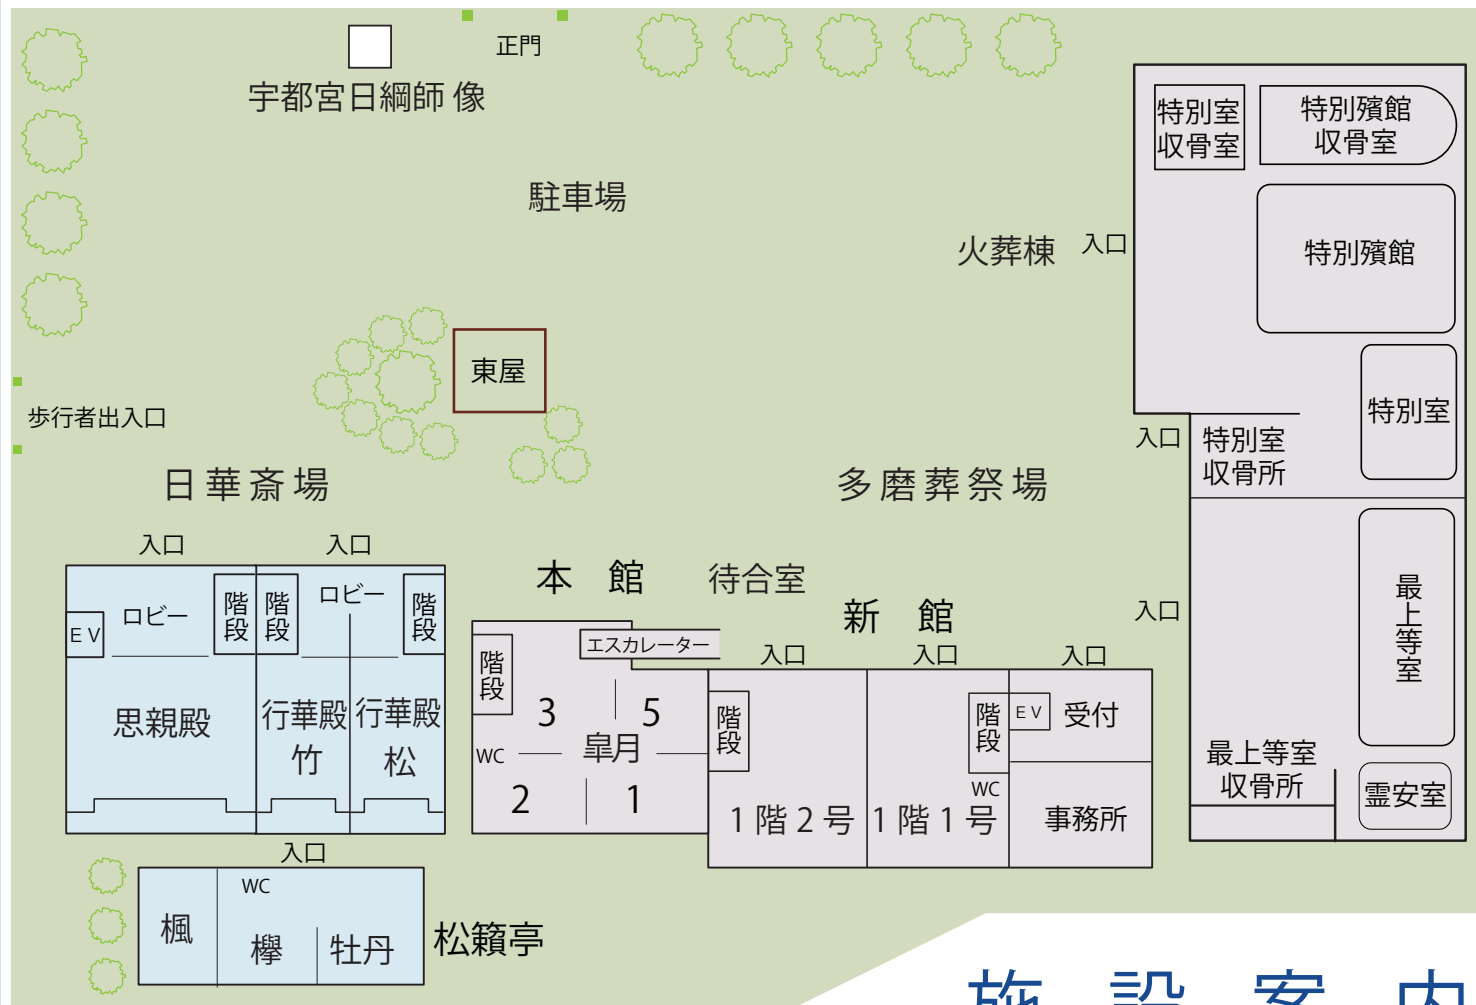 正門
宇都宮日綱師 像
駐車場
特別室
収骨室
特別殯館
収骨室
火葬棟
入口
特別殯館
東屋
歩行者出入口
特別室
入口
特別室
収骨所
日華斎場
多磨葬祭場
入口
入口
本 館
待合室
新 館
入口
最上等室
ロビー
階段
階段
ロビー
階段
EV
エスカレーター
階段
入口
入口
入口
3
5
皐月
WC
2
1
階段
階段
EV
受付
思親殿
行華殿
竹
行華殿
松
WC
1階2号
1階1号
事務所
最上等室
収骨所
霊安室
入口
WC
楓
欅
牡丹
松籟亭
施設案内